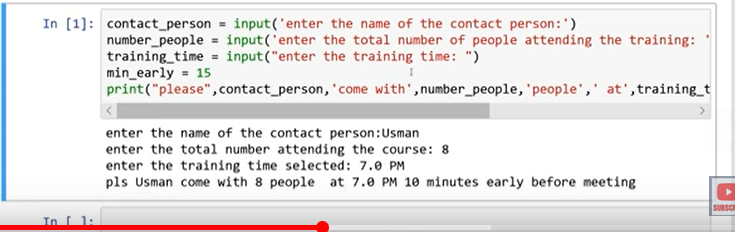 In [1]: contact_person = input('enter the name of the contact person:')
number_people = input('enter the total number of people attending the training: '
training_time = input("enter the training time: ")
min_early = 15
print("please",contact_person,'come with',number_people,'people',' at',training_t
enter the name of the contact person:Usman
enter the total number attending the course: 8
enter the training time selected: 7.0 PM
pls Usman come with 8 people  at 7.0 PM 10 minutes early before meeting
SUBSC
In [ ]: